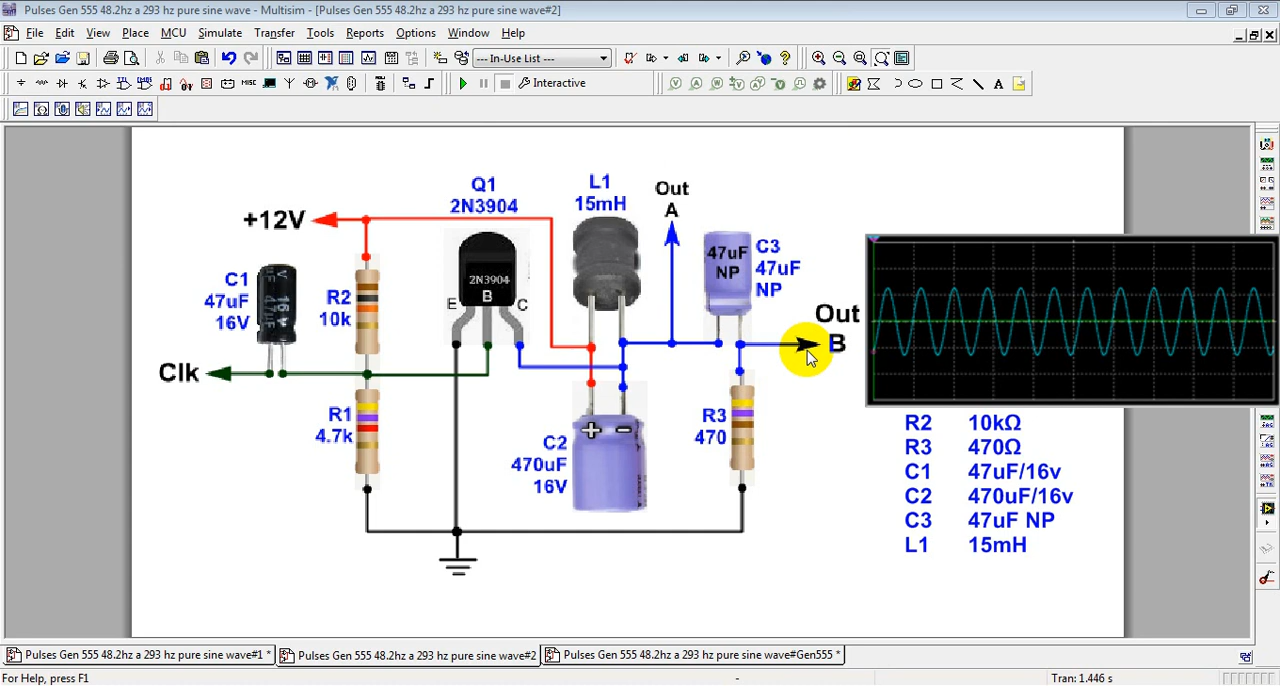 Pulses Gen 555 48.2hz a 293 hz pure sine wave - Multisim - [Pulses Gen 555 48.2hz a 293 hz pure sine wave#2]
File Edit View Place MCU Simulate Transfer Tools Reports Options Window Help
--- In-Use List ---
MISC
Interactive
V A W V A
A
+12V
Q1
2N3904
L1
15mH
Out
A
C3
47uF
NP
47uF
NP
C1
47uF
16V
R2
10k
2N3904
E B C
Out
B
Clk
R1
4.7k
C2
470uF
16V
+ -
R3
470
R2 10kΩ
R3 470Ω
C1 47uF/16v
C2 470uF/16v
C3 47uF NP
L1 15mH
Pulses Gen 555 48.2hz a 293 hz pure sine wave#1 *
Pulses Gen 555 48.2hz a 293 hz pure sine wave#2
Pulses Gen 555 48.2hz a 293 hz pure sine wave#Gen555 *
For Help, press F1
-
Tran: 1.446 s